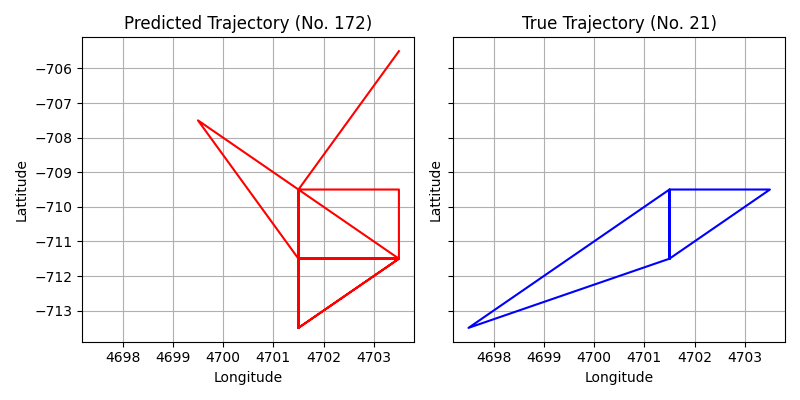 Predicted Trajectory (No. 172)
True Trajectory (No. 21)
−706
−707
−708
−709
−710
−711
−712
−713
Lattitude
Lattitude
4698 4699 4700 4701 4702 4703
4698 4699 4700 4701 4702 4703
Longitude
Longitude